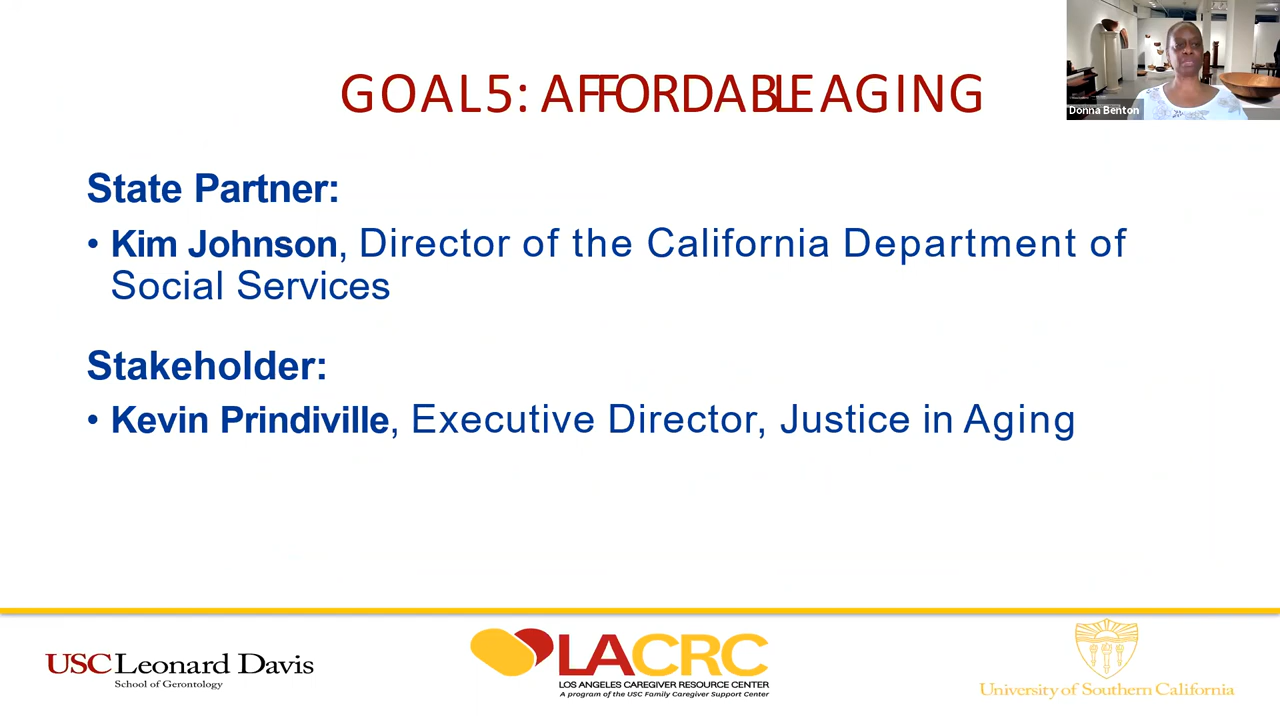 GOAL 5: AFFORDABLE AGING
Donna Benton
State Partner:
• Kim Johnson, Director of the California Department of
Social Services
Stakeholder:
• Kevin Prindiville, Executive Director, Justice in Aging
USC Leonard Davis
School of Gerontology
LACRC
LOS ANGELES CAREGIVER RESOURCE CENTER
A program of the USC Family Caregiver Support Center
University of Southern California